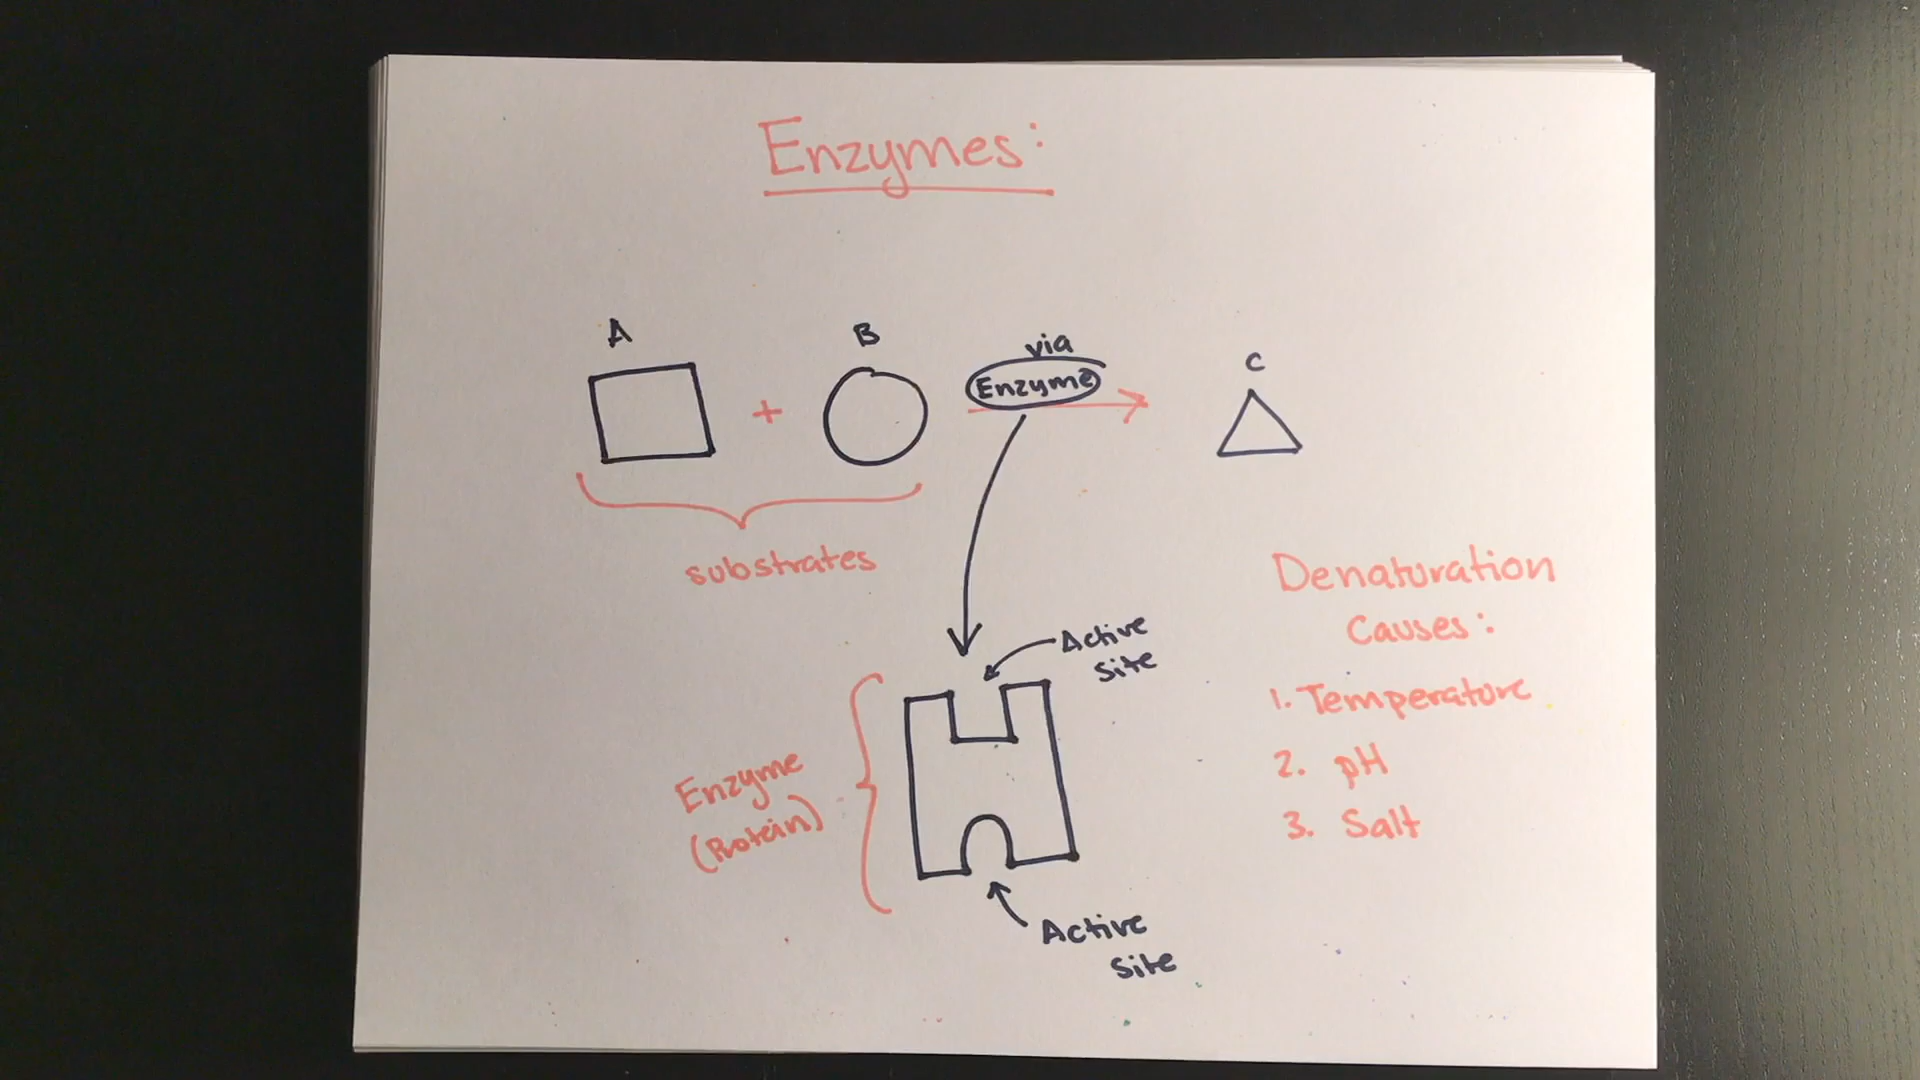 Enzymes:
A
B
via
Enzyme
C
+
substrates
Denaturation
Causes:
1. Temperature
2. pH
3. Salt
Active
Site
Enzyme
(Protein)
Active
Site